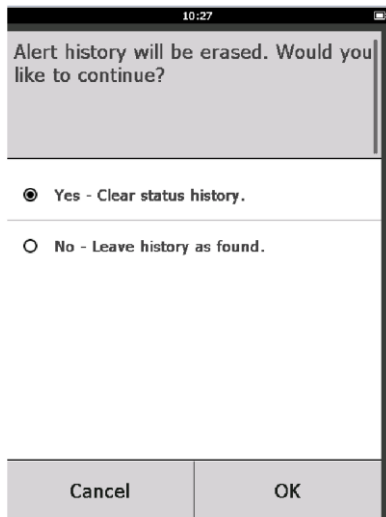 10:27
Alert history will be erased. Would you
like to continue?
Yes - Clear status history.
No - Leave history as found.
Cancel
OK